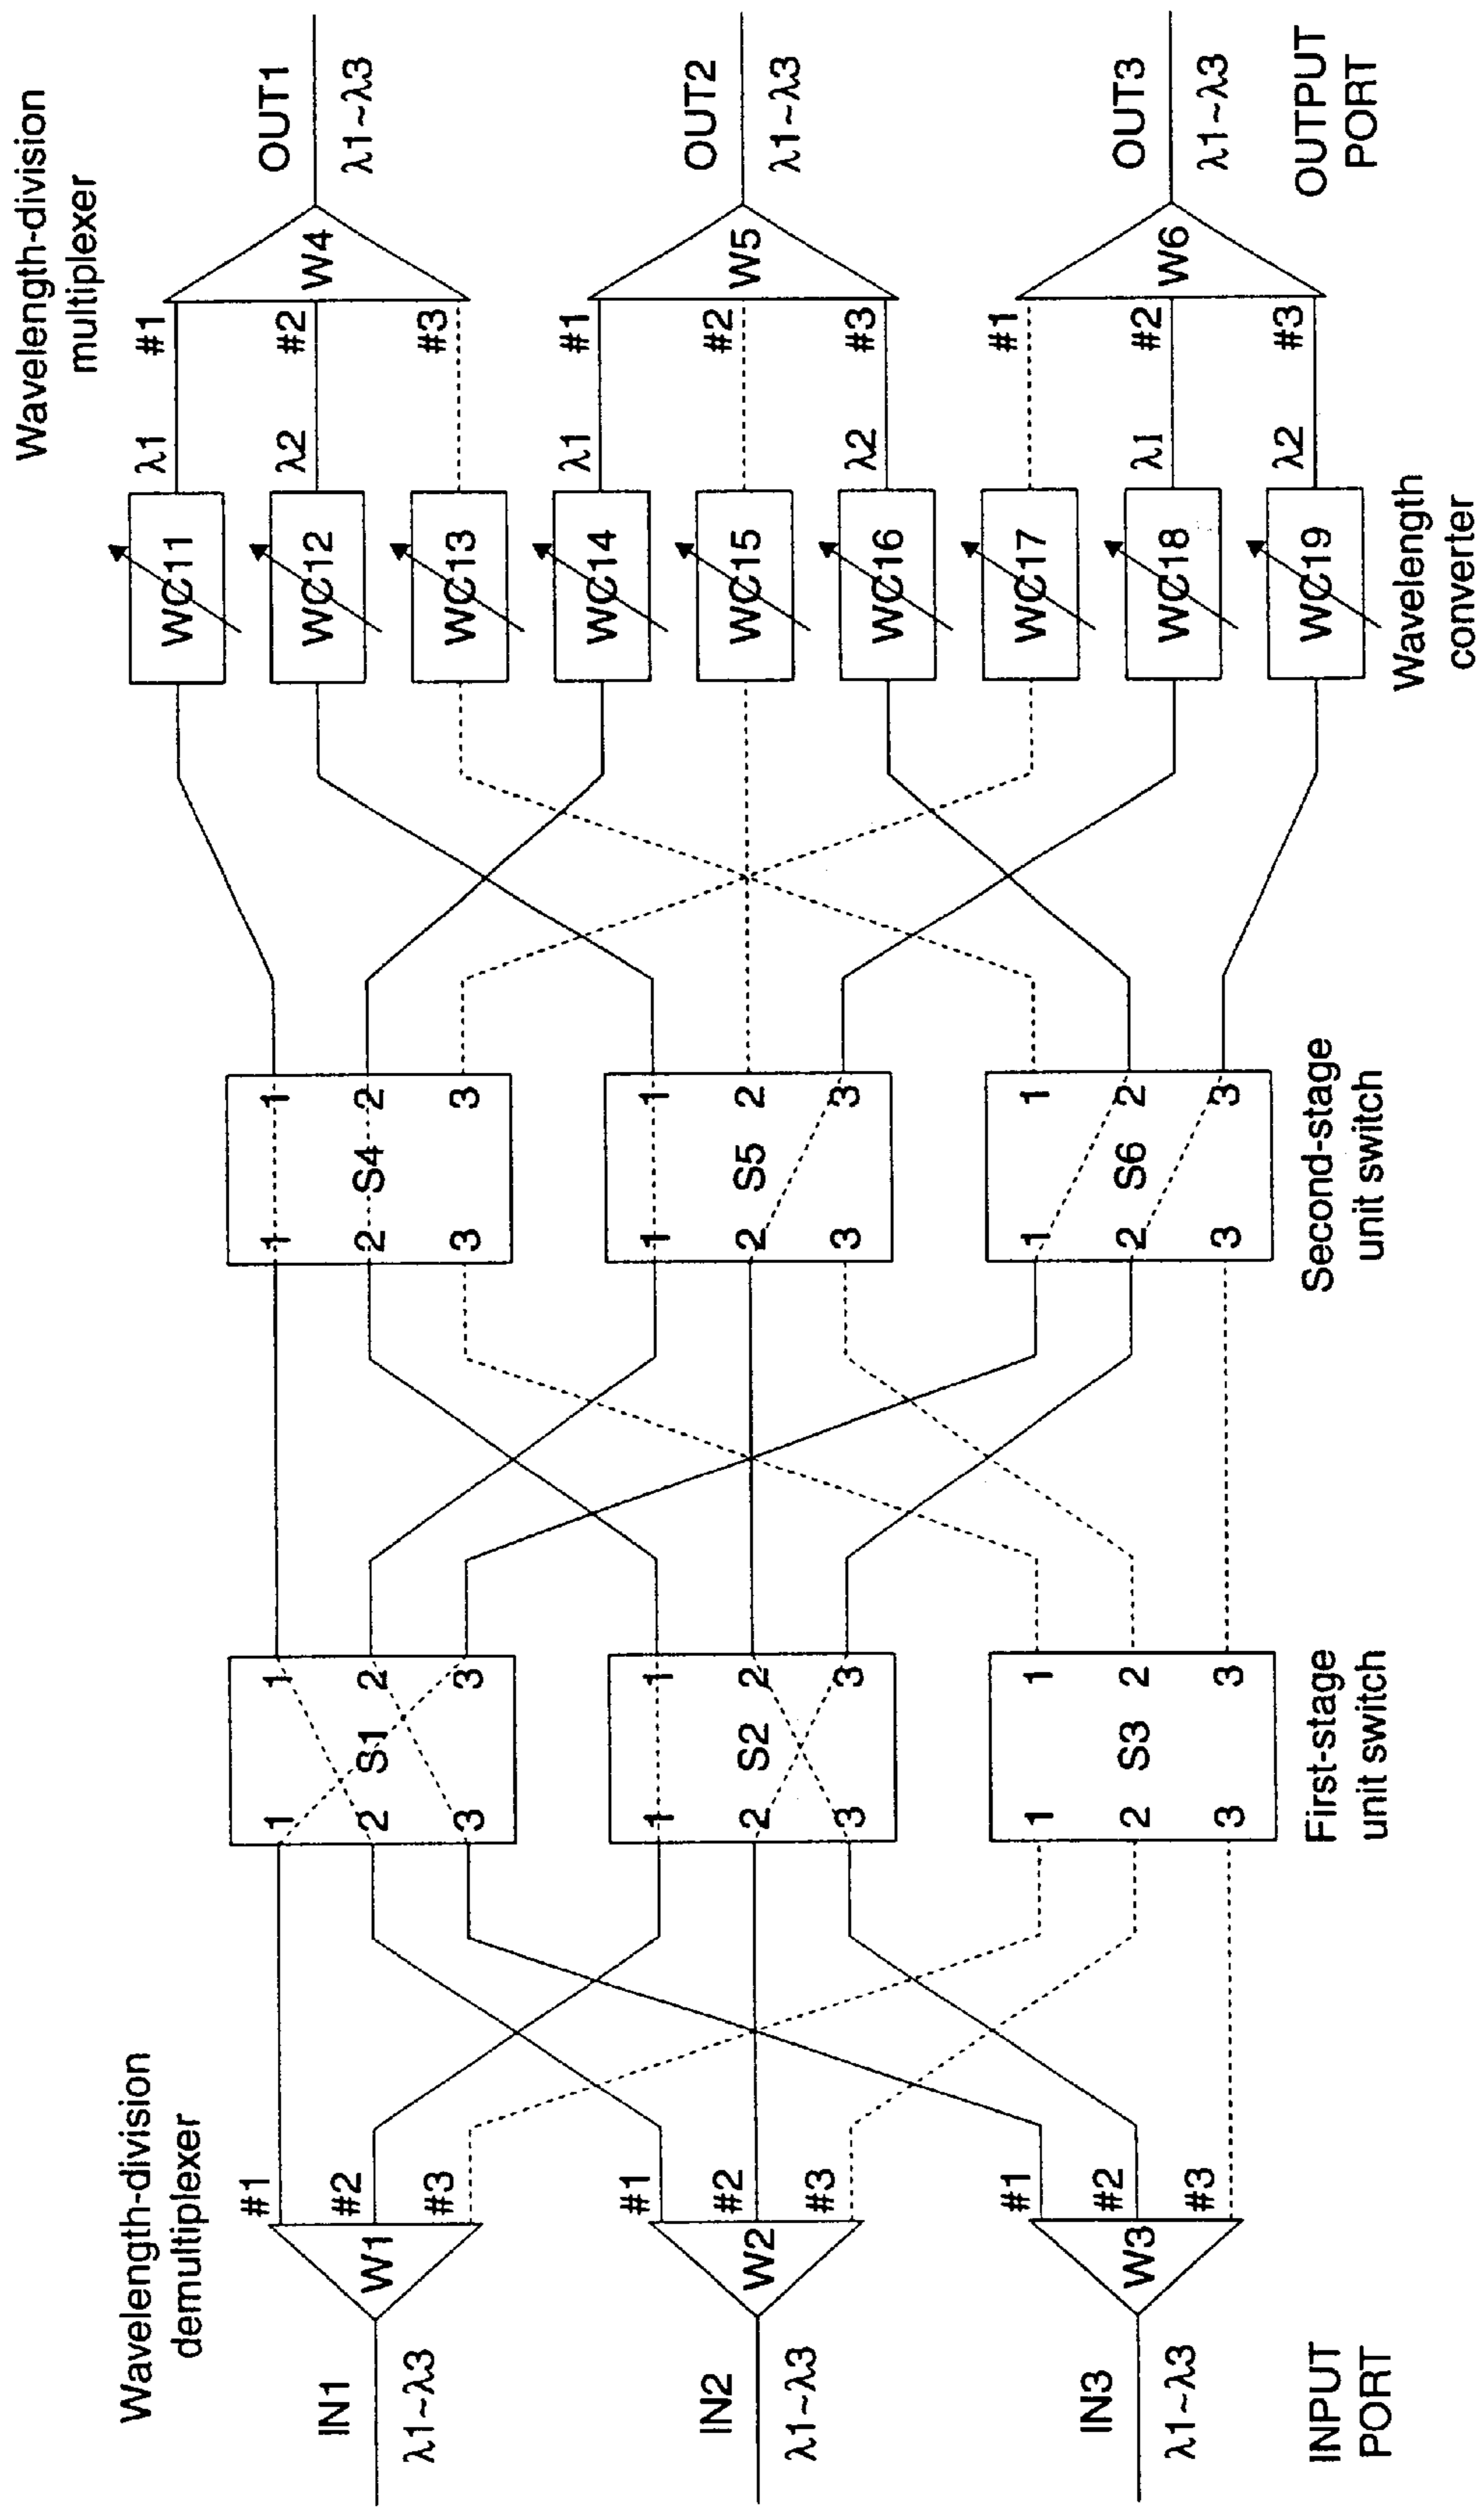 Wavelength-division
demultiplexer
IN1
λ1~λ3
W1
#1
#2
#3
IN2
λ1~λ3
W2
#1
#2
#3
IN3
λ1~λ3
W3
#1
#2
#3
INPUT
PORT
1
2
3
S1
1
2
3
1
2
3
S2
1
2
3
1
2
3
S3
1
2
3
First-stage
unit switch
1
2
3
S4
1
2
3
1
2
3
S5
1
2
3
1
2
3
S6
1
2
3
Second-stage
unit switch
WC11
WC12
WC13
WC14
WC15
WC16
WC17
WC18
WC19
Wavelength
converter
Wavelength-division
multiplexer
λ1
#1
λ2
#2
#3
W4
OUT1
λ1~λ3
λ1
#1
#2
λ2
#3
W5
OUT2
λ1~λ3
#1
λ1
#2
λ2
#3
W6
OUT3
λ1~λ3
OUTPUT
PORT